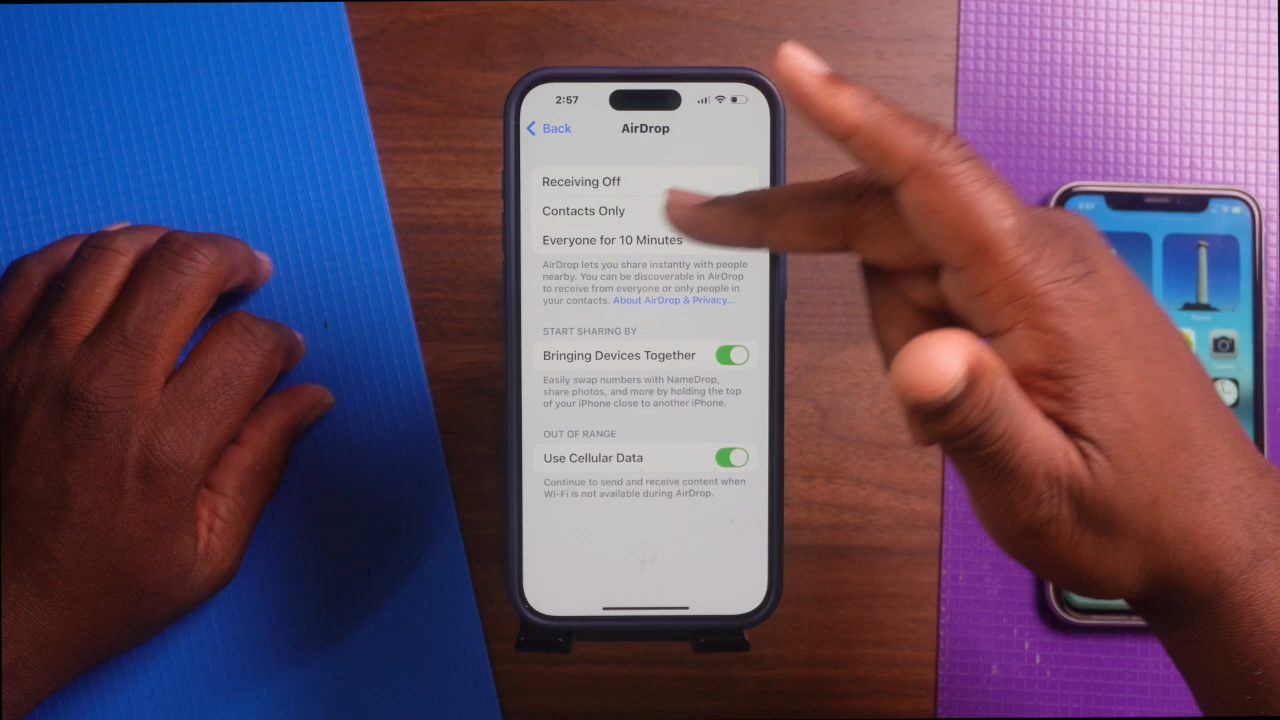 2:57
Back
AirDrop
Receiving Off
Contacts Only
Everyone for 10 Minutes
AirDrop lets you share instantly with people
nearby. You can be discoverable in AirDrop
to receive from everyone or only people in
your contacts. About AirDrop & Privacy...
START SHARING BY
Bringing Devices Together
Easily swap numbers with NameDrop,
share photos, and more by holding the top
of your iPhone close to another iPhone.
OUT OF RANGE
Use Cellular Data
Continue to send and receive content when
Wi-Fi is not available during AirDrop.
2:57
Photos